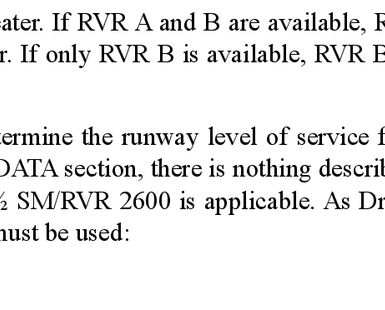 eater. If RVR A and B are available, R
r. If only RVR B is available, RVR B
termine the runway level of service f
DATA section, there is nothing describ
½ SM/RVR 2600 is applicable. As Dr
must be used: